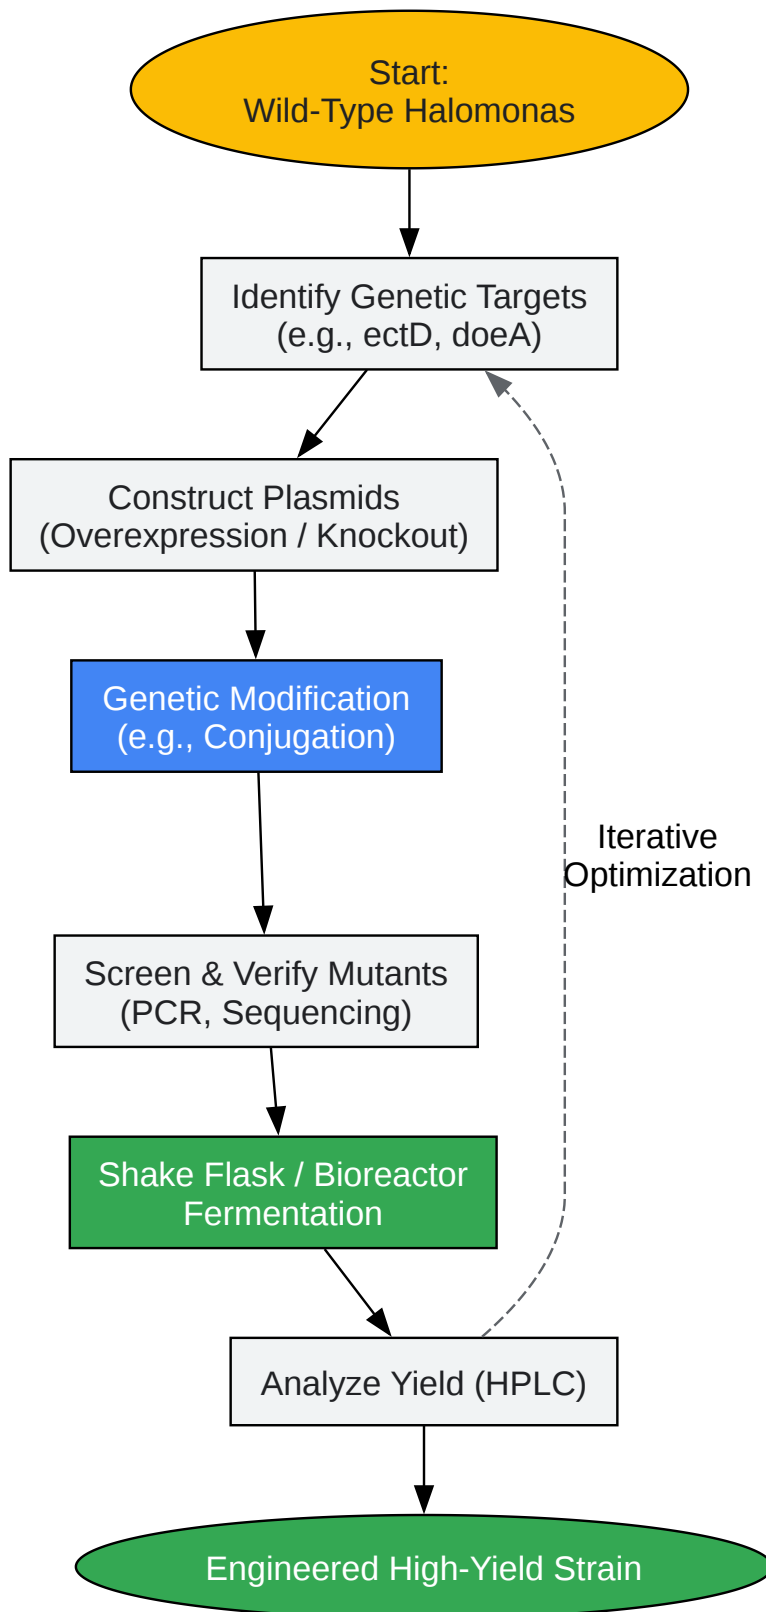 Start:
Wild-Type Halomonas
Identify Genetic Targets
(e.g., ectD, doeA)
Construct Plasmids
(Overexpression / Knockout)
Genetic Modification
(e.g., Conjugation)
Iterative
Optimization
Screen & Verify Mutants
(PCR, Sequencing)
Shake Flask / Bioreactor
Fermentation
Analyze Yield (HPLC)
Engineered High-Yield Strain